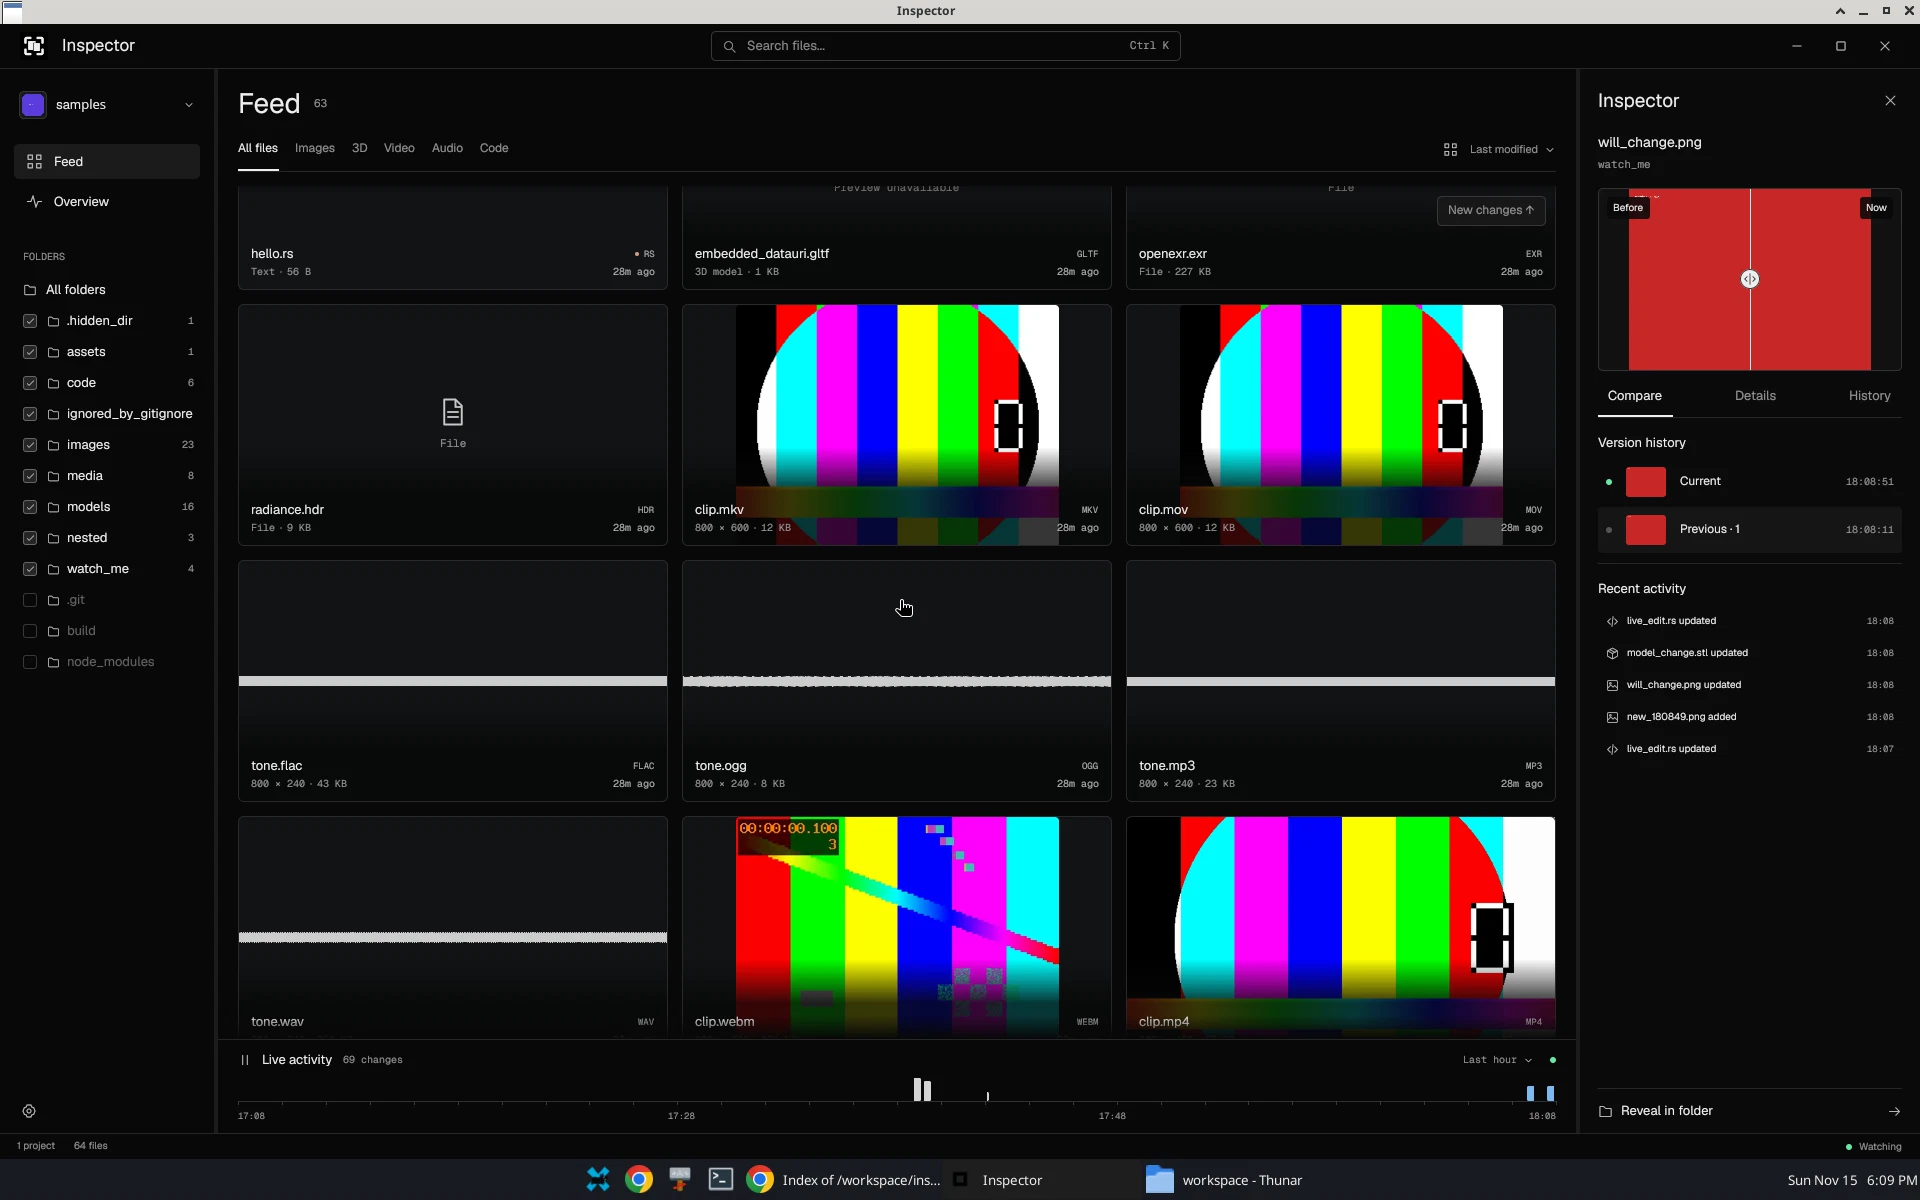 Inspector
Inspector
Search files...
Ctrl K
samples
Feed
Overview
FOLDERS
All folders
.hidden_dir 1
assets 1
code 6
ignored_by_gitignore
images 23
media 8
models 16
nested 3
watch_me 4
.git
build
node_modules
Feed 63
All files Images 3D Video Audio Code
Last modified
Preview unavailable
File
New changes ↑
hello.rs RS
Text · 56 B 28m ago
embedded_datauri.gltf GLTF
3D model · 1 KB 28m ago
openexr.exr EXR
File · 227 KB 28m ago
File
radiance.hdr HDR
File · 9 KB 28m ago
clip.mkv MKV
800 × 600 · 12 KB 28m ago
clip.mov MOV
800 × 600 · 12 KB 28m ago
tone.flac FLAC
800 × 240 · 43 KB 28m ago
tone.ogg OGG
800 × 240 · 8 KB 28m ago
tone.mp3 MP3
800 × 240 · 23 KB 28m ago
tone.wav WAV
00:00:00.100
3
clip.webm WEBM
clip.mp4 MP4
Live activity 69 changes
Last hour
17:08 17:28 17:48 18:08
Inspector
will_change.png
watch_me
Before Now
Compare Details History
Version history
Current 18:08:51
Previous · 1 18:08:11
Recent activity
live_edit.rs updated 18:08
model_change.stl updated 18:08
will_change.png updated 18:08
new_180849.png added 18:08
live_edit.rs updated 18:07
Reveal in folder
1 project 64 files
Watching
Index of /workspace/ins...
Inspector
workspace - Thunar
Sun Nov 15 6:09 PM